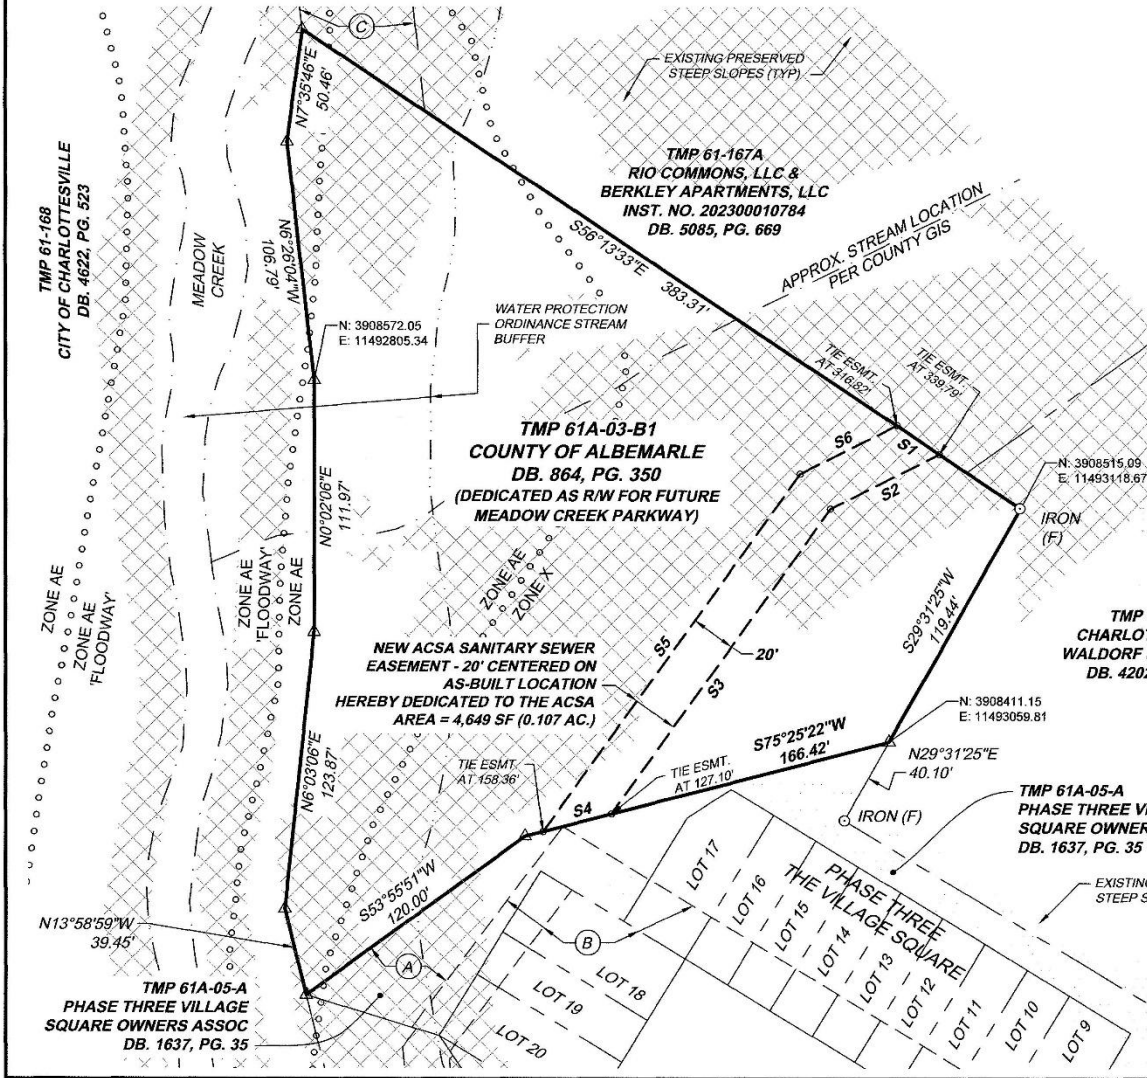 C
EXISTING PRESERVED
STEEP SLOPES (TYP)
N7°35'46"E
50.46'
TMP 61-167A
RIO COMMONS, LLC &
BERKLEY APARTMENTS, LLC
INST. NO. 202300010784
DB. 5085, PG. 669
TMP 61-168
CITY OF CHARLOTTESVILLE
DB. 4622, PG. 523
MEADOW
CREEK
N6°26'04"W
106.79'
S56°13'33"E
383.31'
APPROX. STREAM LOCATION
PER COUNTY GIS
WATER PROTECTION
ORDINANCE STREAM
BUFFER
N: 3908572.05
E: 11492805.34
TIE ESMT.
AT 316.82'
TIE ESMT.
AT 339.79'
TMP 61A-03-B1
COUNTY OF ALBEMARLE
DB. 864, PG. 350
(DEDICATED AS R/W FOR FUTURE
MEADOW CREEK PARKWAY)
S6
S1
S2
N: 3908515.09
E: 11493118.67
IRON
(F)
N0°02'06"E
111.97'
ZONE AE
ZONE AE
'FLOODWAY'
ZONE AE
'FLOODWAY'
ZONE AE
ZONE AE
ZONE X
S29°31'25"W
119.44'
TMP
CHARLOT
WALDORF
DB. 4202
NEW ACSA SANITARY SEWER
EASEMENT - 20' CENTERED ON
AS-BUILT LOCATION
HEREBY DEDICATED TO THE ACSA
AREA = 4,649 SF (0.107 AC.)
S5
20'
S3
N: 3908411.15
E: 11493059.81
S75°25'22"W
166.42'
N29°31'25"E
40.10'
N6°03'06"E
123.87'
TIE ESMT.
AT 158.36'
TIE ESMT.
AT 127.10'
S4
IRON (F)
TMP 61A-05-A
PHASE THREE VI
SQUARE OWNER
DB. 1637, PG. 35
EXISTING
STEEP S
S53°55'51"W
120.00'
N13°58'59"W
39.45'
A
B
PHASE THREE
THE VILLAGE SQUARE
LOT 17
LOT 16
LOT 15
LOT 14
LOT 13
LOT 12
LOT 11
LOT 10
LOT 9
LOT 18
LOT 19
LOT 20
TMP 61A-05-A
PHASE THREE VILLAGE
SQUARE OWNERS ASSOC
DB. 1637, PG. 35